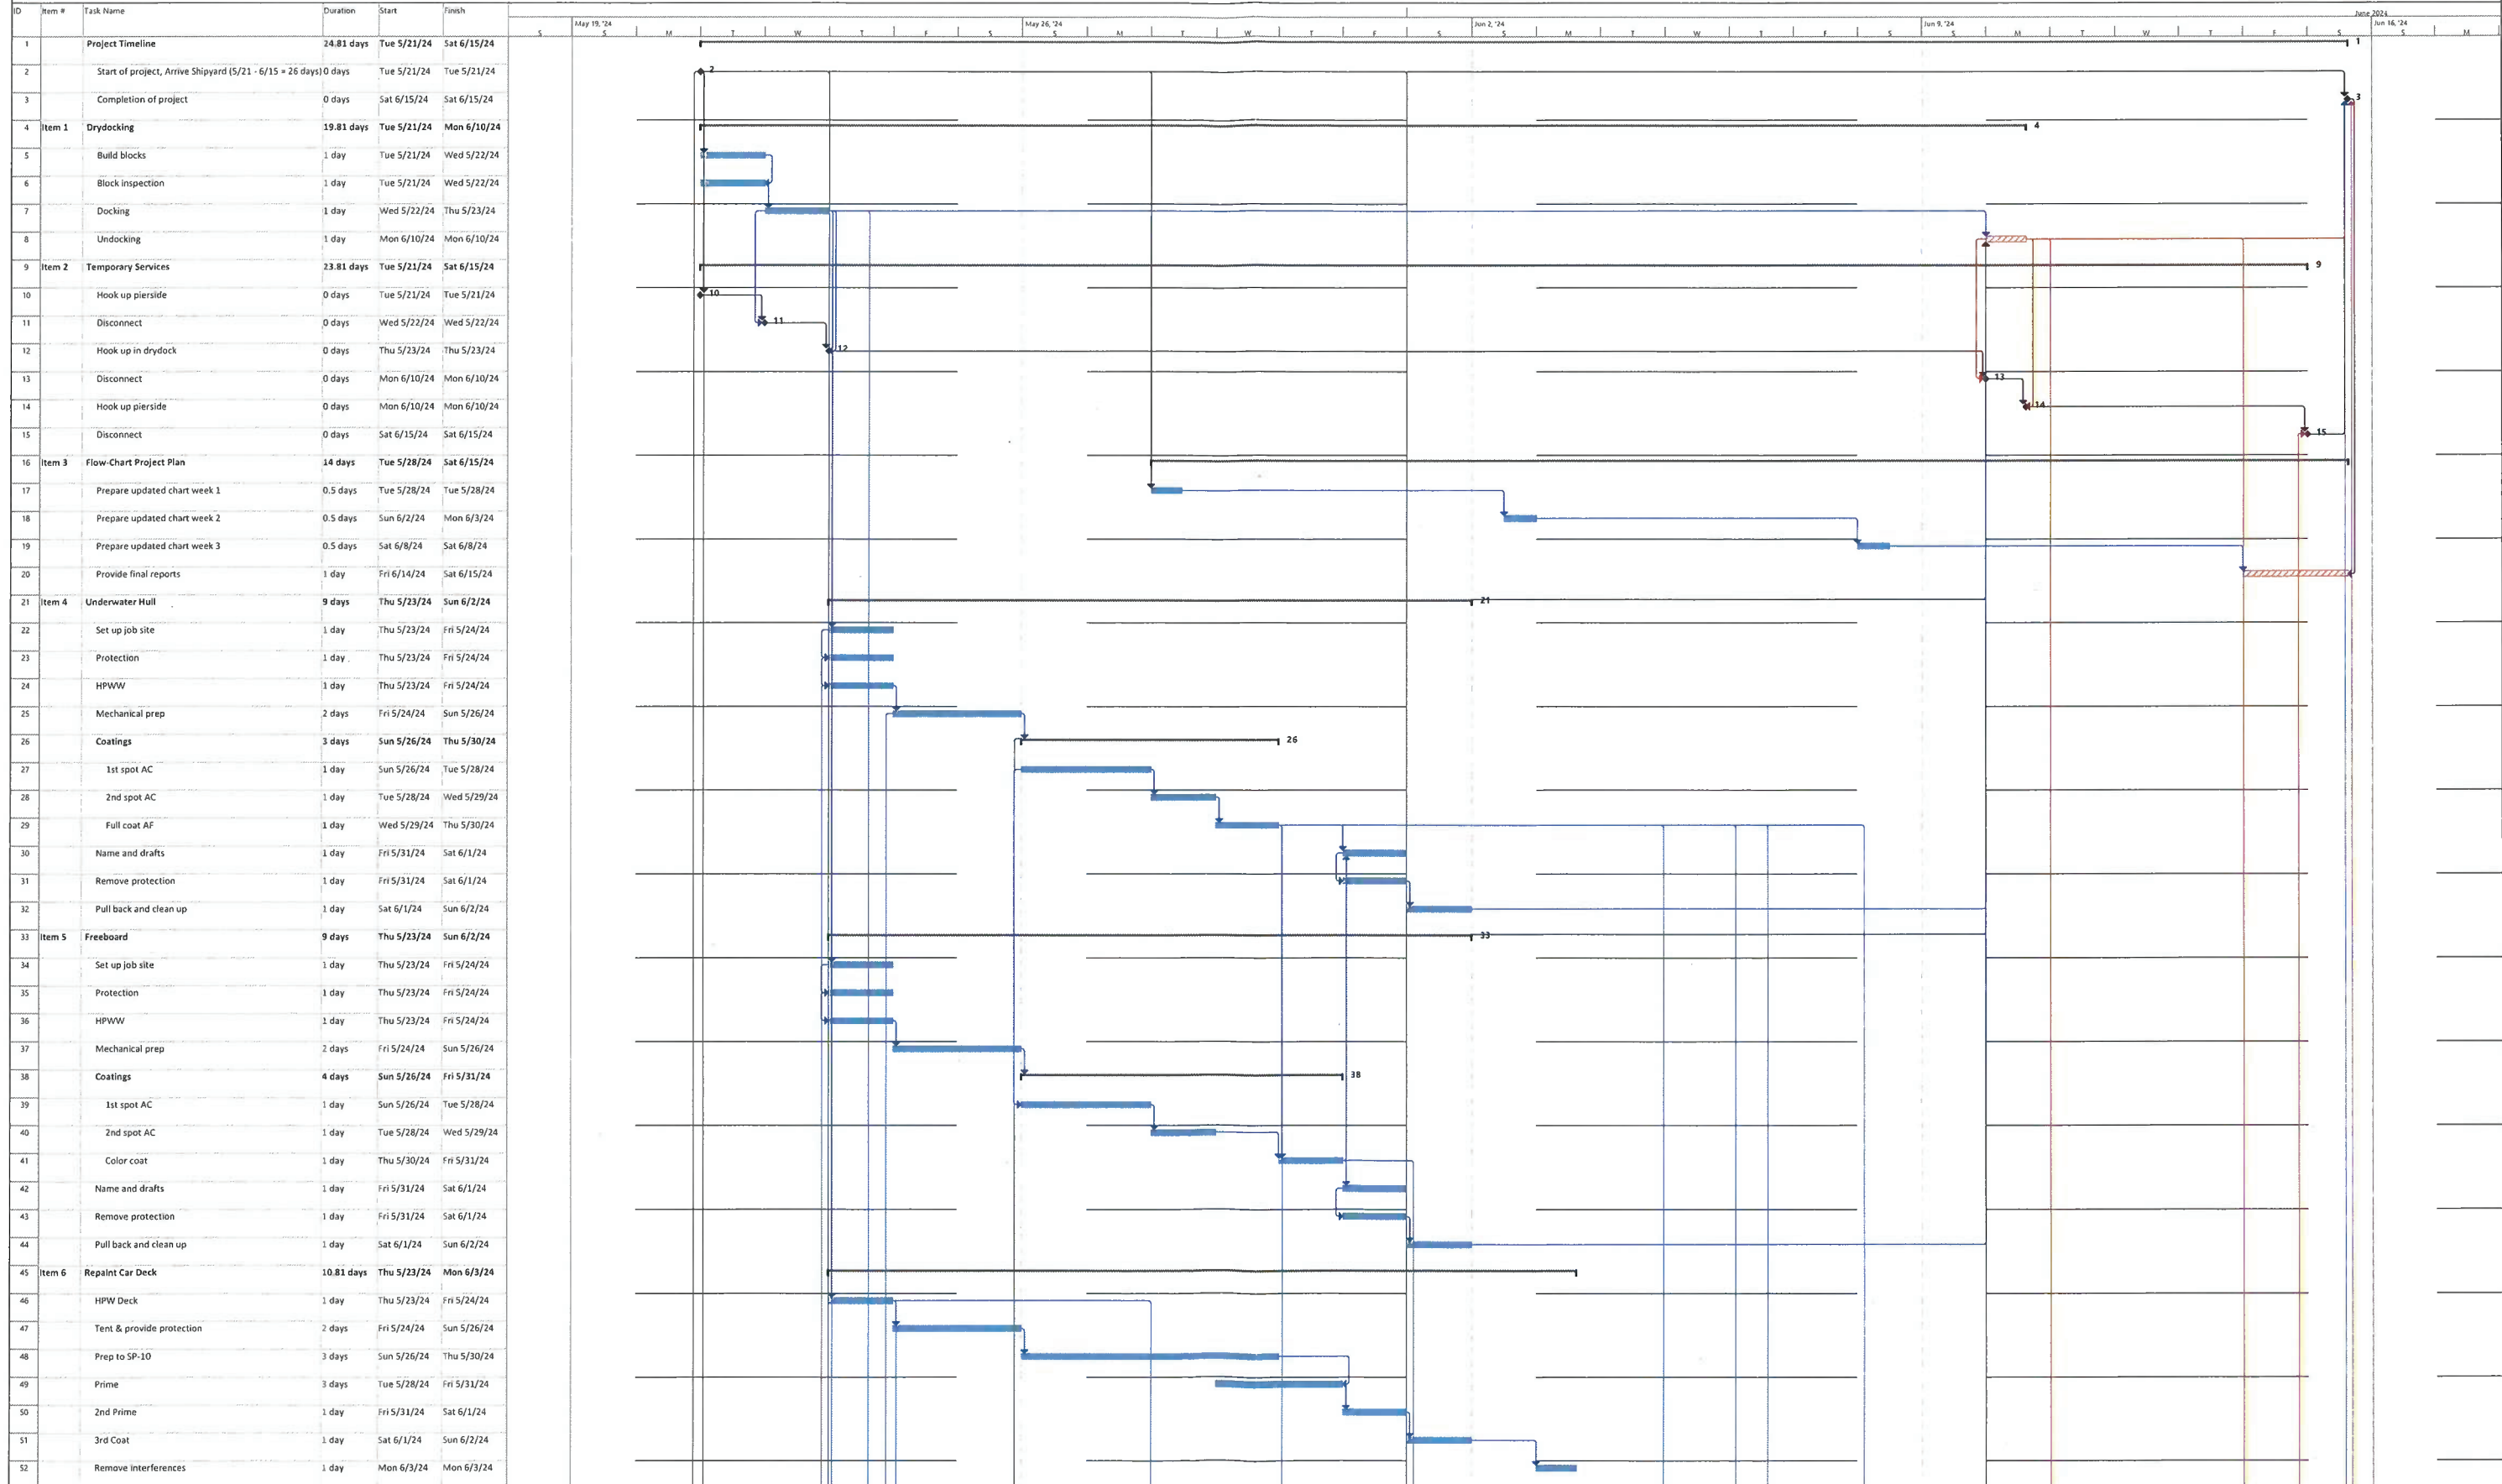 ID Item # Task Name Duration Start Finish
June 2024
May 19, '24 May 26, '24 Jun 2, '24 Jun 9, '24 Jun 16, '24
S S M T W T F S S M T W T F S S M T W T F S S M T W T F S S M
1 Project Timeline 24.81 days Tue 5/21/24 Sat 6/15/24 1
2 Start of project, Arrive Shipyard (5/21 - 6/15 = 26 days) 0 days Tue 5/21/24 Tue 5/21/24 2
3 Completion of project 0 days Sat 6/15/24 Sat 6/15/24 3
4 Item 1 Drydocking 19.81 days Tue 5/21/24 Mon 6/10/24 4
5 Build blocks 1 day Tue 5/21/24 Wed 5/22/24
6 Block inspection 1 day Tue 5/21/24 Wed 5/22/24
7 Docking 1 day Wed 5/22/24 Thu 5/23/24
8 Undocking 1 day Mon 6/10/24 Mon 6/10/24
9 Item 2 Temporary Services 23.81 days Tue 5/21/24 Sat 6/15/24 9
10 Hook up pierside 0 days Tue 5/21/24 Tue 5/21/24 10
11 Disconnect 0 days Wed 5/22/24 Wed 5/22/24 11
12 Hook up in drydock 0 days Thu 5/23/24 Thu 5/23/24 12
13 Disconnect 0 days Mon 6/10/24 Mon 6/10/24 13
14 Hook up pierside 0 days Mon 6/10/24 Mon 6/10/24 14
15 Disconnect 0 days Sat 6/15/24 Sat 6/15/24 15
16 Item 3 Flow-Chart Project Plan 14 days Tue 5/28/24 Sat 6/15/24
17 Prepare updated chart week 1 0.5 days Tue 5/28/24 Tue 5/28/24
18 Prepare updated chart week 2 0.5 days Sun 6/2/24 Mon 6/3/24
19 Prepare updated chart week 3 0.5 days Sat 6/8/24 Sat 6/8/24
20 Provide final reports 1 day Fri 6/14/24 Sat 6/15/24
21 Item 4 Underwater Hull 9 days Thu 5/23/24 Sun 6/2/24 21
22 Set up job site 1 day Thu 5/23/24 Fri 5/24/24
23 Protection 1 day Thu 5/23/24 Fri 5/24/24
24 HPWW 1 day Thu 5/23/24 Fri 5/24/24
25 Mechanical prep 2 days Fri 5/24/24 Sun 5/26/24
26 Coatings 3 days Sun 5/26/24 Thu 5/30/24 26
27 1st spot AC 1 day Sun 5/26/24 Tue 5/28/24
28 2nd spot AC 1 day Tue 5/28/24 Wed 5/29/24
29 Full coat AF 1 day Wed 5/29/24 Thu 5/30/24
30 Name and drafts 1 day Fri 5/31/24 Sat 6/1/24
31 Remove protection 1 day Fri 5/31/24 Sat 6/1/24
32 Pull back and clean up 1 day Sat 6/1/24 Sun 6/2/24
33 Item 5 Freeboard 9 days Thu 5/23/24 Sun 6/2/24 33
34 Set up job site 1 day Thu 5/23/24 Fri 5/24/24
35 Protection 1 day Thu 5/23/24 Fri 5/24/24
36 HPWW 1 day Thu 5/23/24 Fri 5/24/24
37 Mechanical prep 2 days Fri 5/24/24 Sun 5/26/24
38 Coatings 4 days Sun 5/26/24 Fri 5/31/24 38
39 1st spot AC 1 day Sun 5/26/24 Tue 5/28/24
40 2nd spot AC 1 day Tue 5/28/24 Wed 5/29/24
41 Color coat 1 day Thu 5/30/24 Fri 5/31/24
42 Name and drafts 1 day Fri 5/31/24 Sat 6/1/24
43 Remove protection 1 day Fri 5/31/24 Sat 6/1/24
44 Pull back and clean up 1 day Sat 6/1/24 Sun 6/2/24
45 Item 6 Repaint Car Deck 10.81 days Thu 5/23/24 Mon 6/3/24
46 HPW Deck 1 day Thu 5/23/24 Fri 5/24/24
47 Tent & provide protection 2 days Fri 5/24/24 Sun 5/26/24
48 Prep to SP-10 3 days Sun 5/26/24 Thu 5/30/24
49 Prime 3 days Tue 5/28/24 Fri 5/31/24
50 2nd Prime 1 day Fri 5/31/24 Sat 6/1/24
51 3rd Coat 1 day Sat 6/1/24 Sun 6/2/24
52 Remove interferences 1 day Mon 6/3/24 Mon 6/3/24